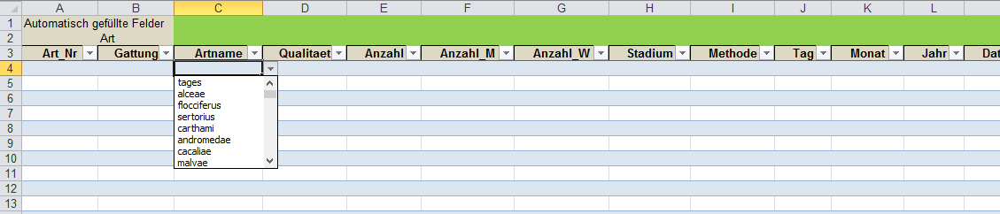 A B C D E F G H I J K L
1 Automatisch gefüllte Felder
2 Art
3 Art_Nr Gattung Artname Qualitaet Anzahl Anzahl_M Anzahl_W Stadium Methode Tag Monat Jahr Dat
4
5 tages
alceae
6 flocciferus
7 sertorius
8 carthami
9 andromedae
cacaliae
10 malvae
11
12
13